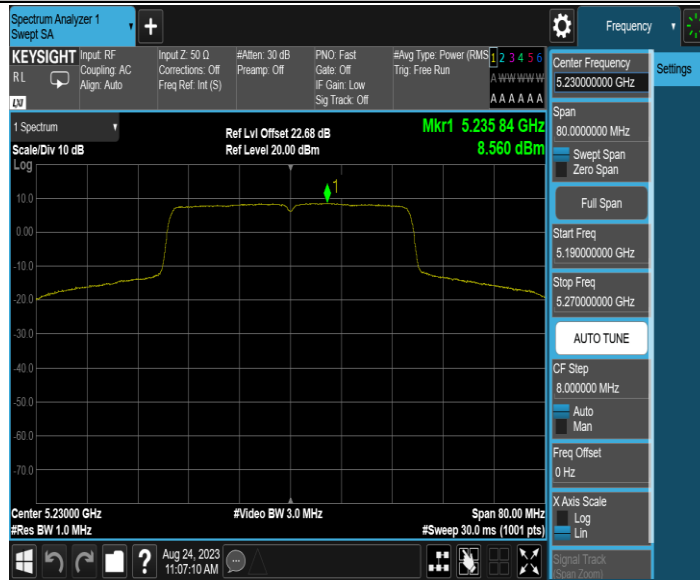 Spectrum Analyzer 1
Swept SA
+
Frequency
KEYSIGHT
RL
LXI
Input: RF
Coupling: AC
Align: Auto
Input Z: 50 Ω
Corrections: Off
Freq Ref: Int (S)
#Atten: 30 dB
Preamp: Off
PNO: Fast
Gate: Off
IF Gain: Low
Sig Track: Off
#Avg Type: Power (RMS
Trig: Free Run
1 2 3 4 5 6
A WW WW W
A A A A A A
1 Spectrum
Scale/Div 10 dB
Log
Ref Lvl Offset 22.68 dB
Ref Level 20.00 dBm
Mkr1 5.235 84 GHz
8.560 dBm
1
10.0
0.00
-10.0
-20.0
-30.0
-40.0
-50.0
-60.0
-70.0
Center 5.23000 GHz
#Res BW 1.0 MHz
#Video BW 3.0 MHz
Span 80.00 MHz
#Sweep 30.0 ms (1001 pts)
Aug 24, 2023
11:07:10 AM
?
Center Frequency
5.230000000 GHz
Settings
Span
80.0000000 MHz
Swept Span
Zero Span
Full Span
Start Freq
5.190000000 GHz
Stop Freq
5.270000000 GHz
AUTO TUNE
CF Step
8.000000 MHz
Auto
Man
Freq Offset
0 Hz
X Axis Scale
Log
Lin
Signal Track
(Span Zoom)